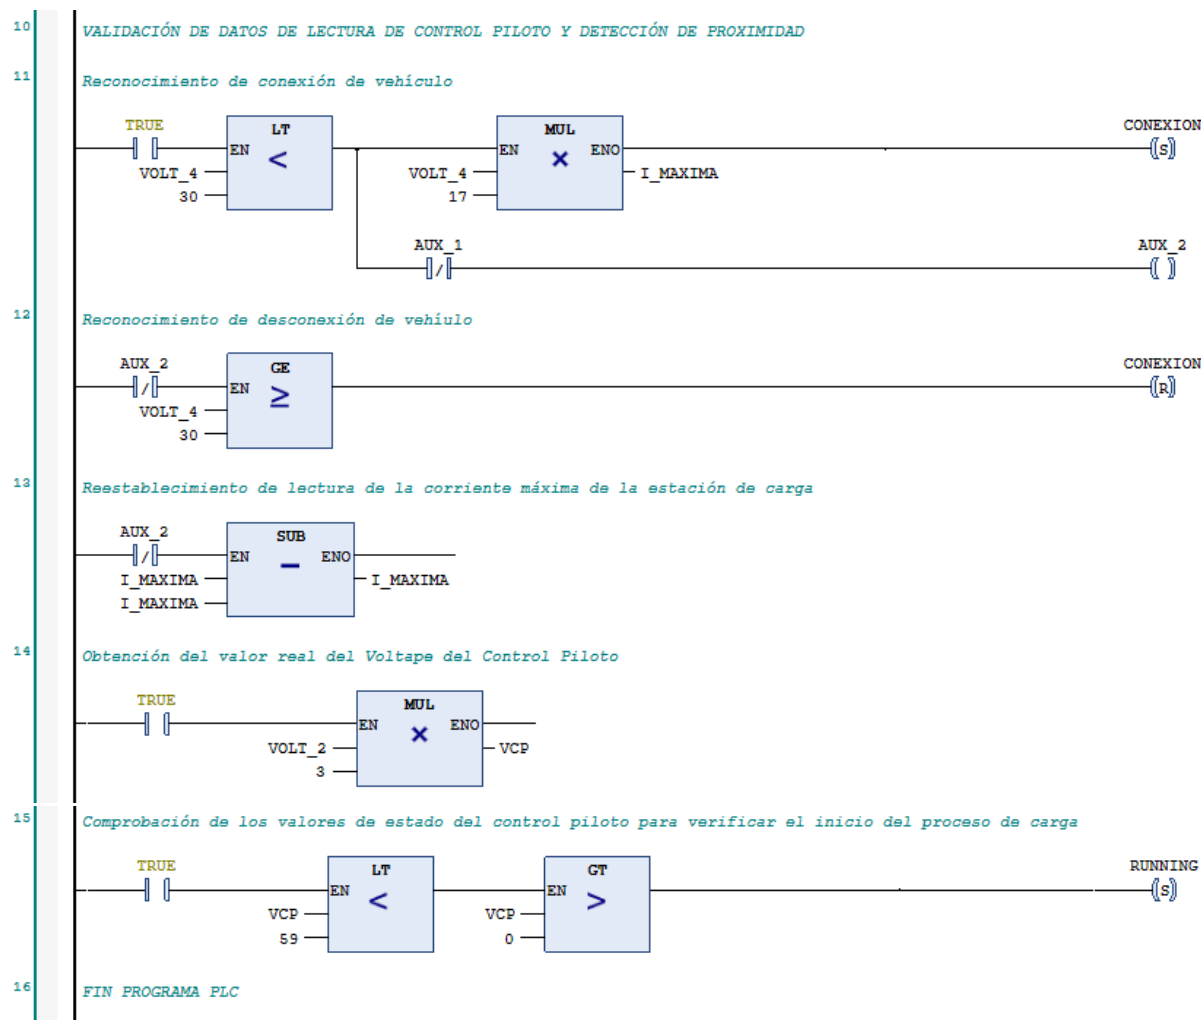 10 VALIDACIÓN DE DATOS DE LECTURA DE CONTROL PILOTO Y DETECCIÓN DE PROXIMIDAD
11 Reconocimiento de conexión de vehículo
TRUE LT MUL CONEXION
EN < EN × ENO (S)
VOLT_4 VOLT_4 I_MAXIMA
30 17
AUX_1 AUX_2
/ ( )
12 Reconocimiento de desconexión de vehíulo
AUX_2 GE CONEXION
/ EN ≥ (R)
VOLT_4
30
13 Reestablecimiento de lectura de la corriente máxima de la estación de carga
AUX_2 SUB
/ EN − ENO
I_MAXIMA I_MAXIMA
I_MAXIMA
14 Obtención del valor real del Voltape del Control Piloto
TRUE MUL
EN × ENO
VOLT_2 VCP
3
15 Comprobación de los valores de estado del control piloto para verificar el inicio del proceso de carga
TRUE LT GT RUNNING
EN < EN > (S)
VCP VCP
59 0
16 FIN PROGRAMA PLC